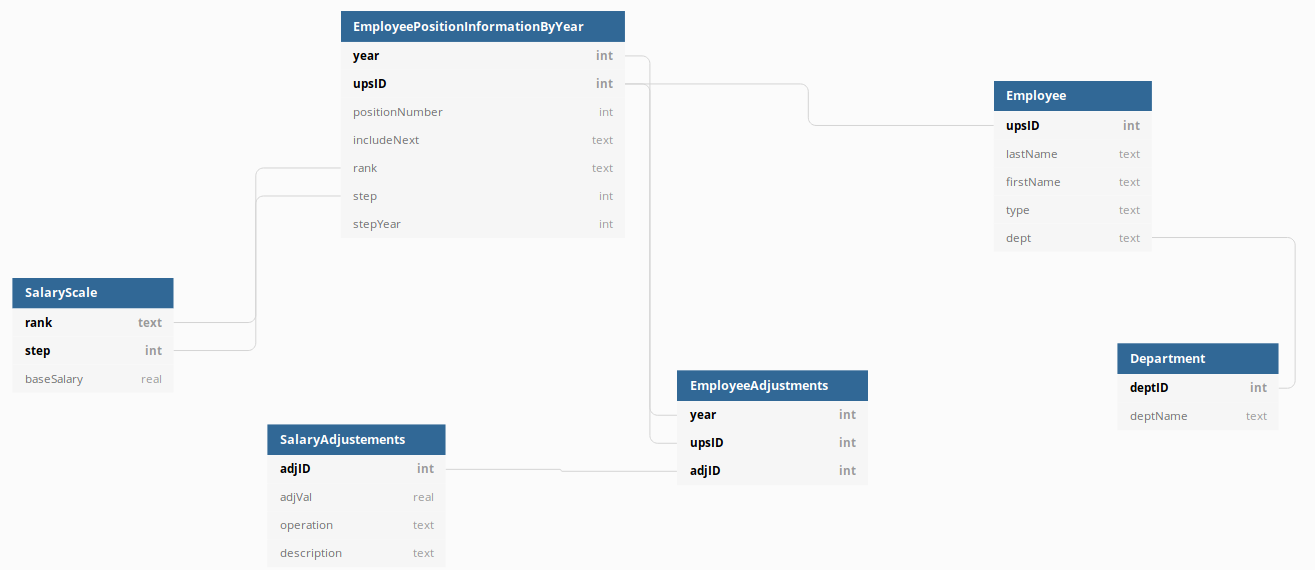 EmployeePositionInformationByYear
year int
upsID int
positionNumber int
includeNext text
rank text
step int
stepYear int
Employee
upsID int
lastName text
firstName text
type text
dept text
SalaryScale
rank text
step int
baseSalary real
Department
deptID int
deptName text
EmployeeAdjustments
year int
upsID int
adjID int
SalaryAdjustements
adjID int
adjVal real
operation text
description text